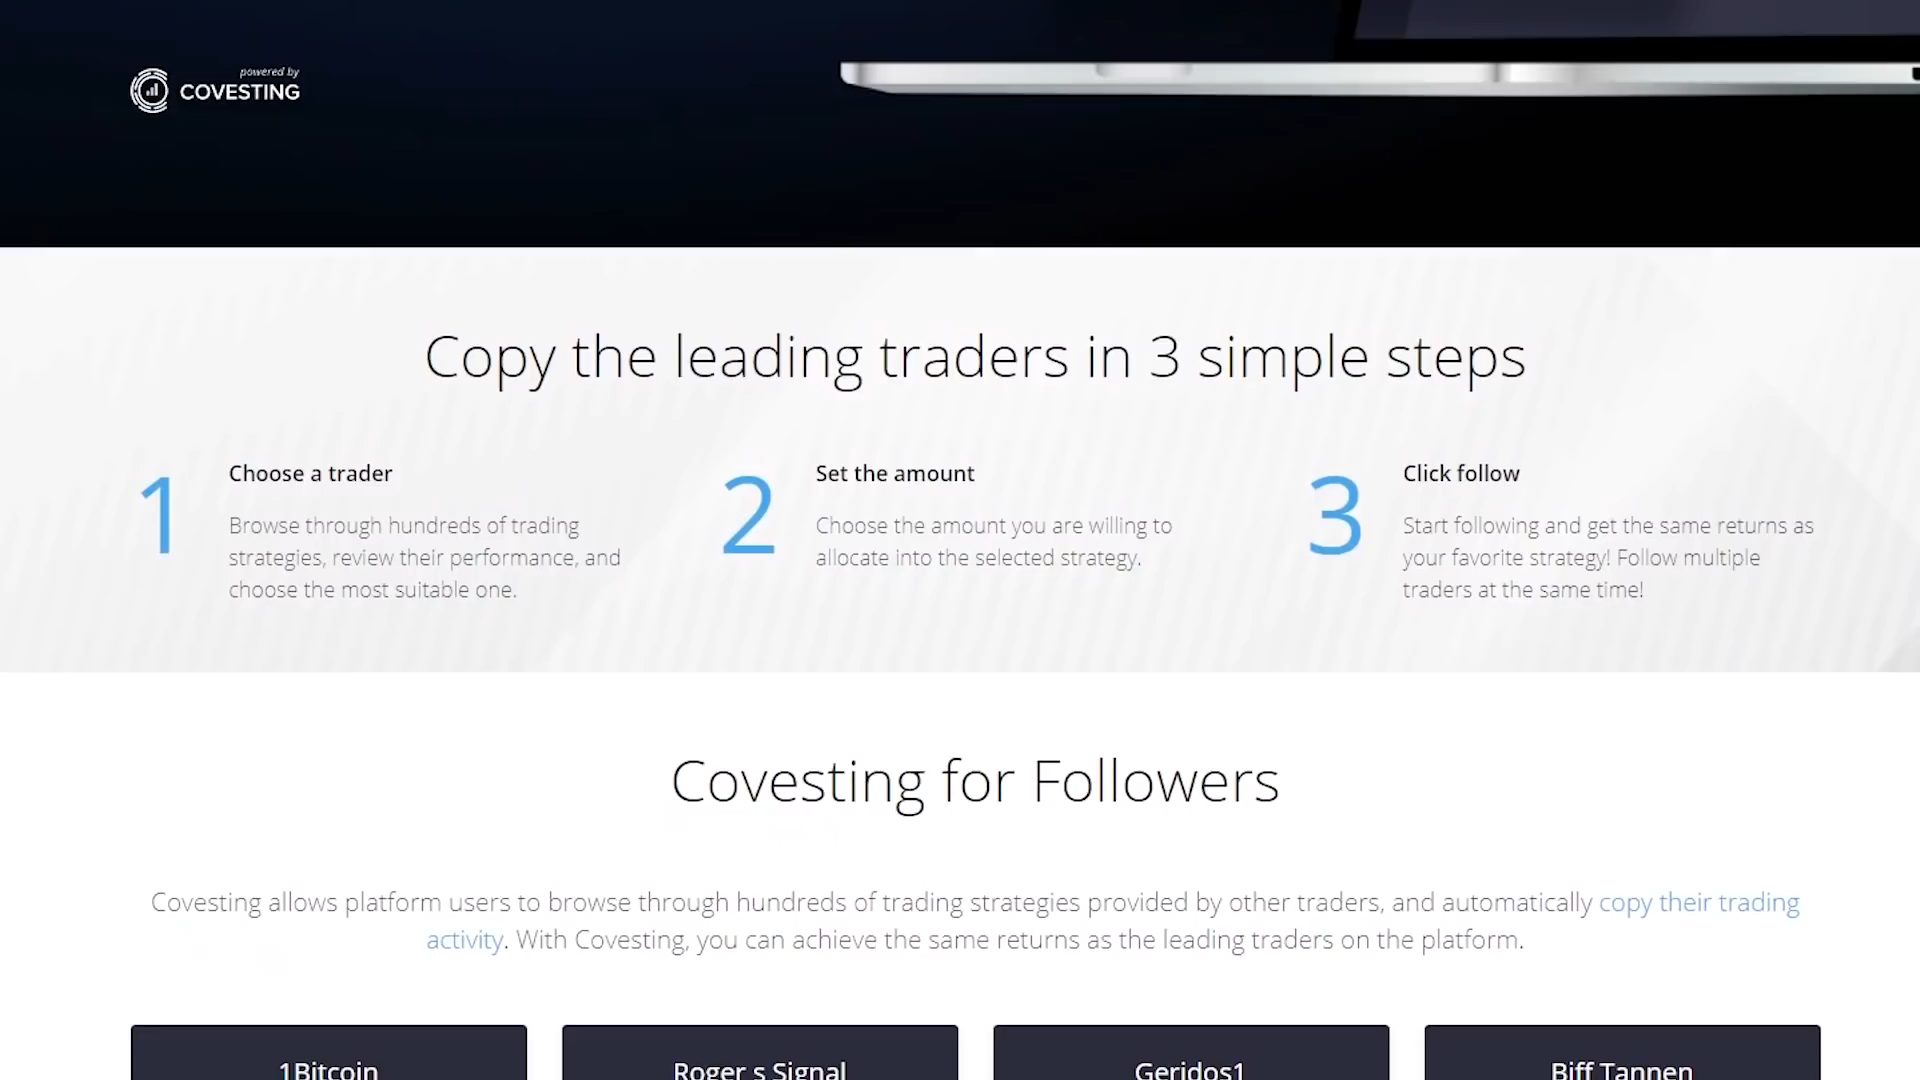 powered by
COVESTING
Copy the leading traders in 3 simple steps
1
Choose a trader
Browse through hundreds of trading
strategies, review their performance, and
choose the most suitable one.
2
Set the amount
Choose the amount you are willing to
allocate into the selected strategy.
3
Click follow
Start following and get the same returns as
your favorite strategy! Follow multiple
traders at the same time!
Covesting for Followers
Covesting allows platform users to browse through hundreds of trading strategies provided by other traders, and automatically copy their trading
activity. With Covesting, you can achieve the same returns as the leading traders on the platform.
1Bitcoin
Roger s Signal
Geridos1
Biff Tannen